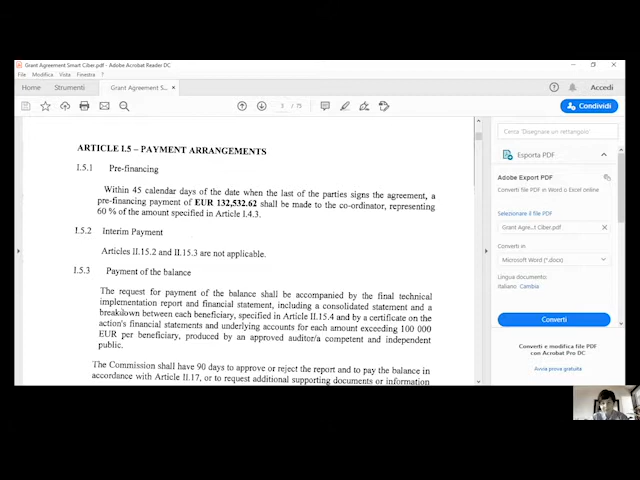 Grant Agreement Smart Ciber.pdf - Adobe Acrobat Reader DC
File Modifica Vista Finestra ?
Home Strumenti Grant Agreement S... × Accedi
3 / 75 Condividi
ARTICLE I.5 – PAYMENT ARRANGEMENTS
I.5.1 Pre-financing
Within 45 calendar days of the date when the last of the parties signs the agreement, a
pre-financing payment of EUR 132,532.62 shall be made to the co-ordinator, representing
60 % of the amount specified in Article I.4.3.
I.5.2 Interim Payment
Articles II.15.2 and II.15.3 are not applicable.
I.5.3 Payment of the balance
The request for payment of the balance shall be accompanied by the final technical
implementation report and financial statement, including a consolidated statement and a
breakdown between each beneficiary, specified in Article II.15.4 and by a certificate on the
action's financial statements and underlying accounts for each amount exceeding 100 000
EUR per beneficiary, produced by an approved auditor/a competent and independent
public.
The Commission shall have 90 days to approve or reject the report and to pay the balance in
accordance with Article II.17, or to request additional supporting documents or information
Cerca 'Disegnare un rettangolo'
Esporta PDF
Adobe Export PDF
Converti file PDF in Word o Excel online
Selezionare il file PDF
Grant Agre...t Ciber.pdf ×
Converti in
Microsoft Word (*.docx)
Lingua documento:
Italiano Cambia
Converti
Converti e modifica file PDF
con Acrobat Pro DC
Avvia prova gratuita